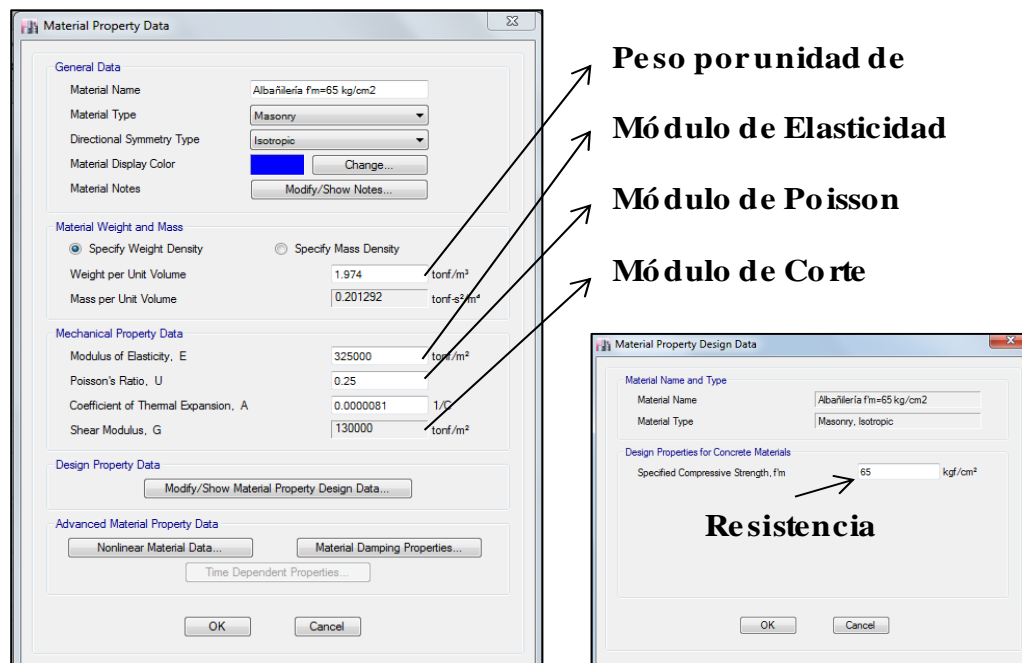 Material Property Data
General Data
Material Name Albañilería f'm=65 kg/cm2
Material Type Masonry
Directional Symmetry Type Isotropic
Material Display Color Change...
Material Notes Modify/Show Notes...
Material Weight and Mass
Specify Weight Density Specify Mass Density
Weight per Unit Volume 1.974 tonf/m³
Mass per Unit Volume 0.201292 tonf-s²/m⁴
Mechanical Property Data
Modulus of Elasticity, E 325000 tonf/m²
Poisson's Ratio, U 0.25
Coefficient of Thermal Expansion, A 0.0000081 1/C
Shear Modulus, G 130000 tonf/m²
Design Property Data
Modify/Show Material Property Design Data...
Advanced Material Property Data
Nonlinear Material Data... Material Damping Properties...
Time Dependent Properties...
OK Cancel
Peso por unidad de
Módulo de Elasticidad
Módulo de Poisson
Módulo de Corte
Material Property Design Data
Material Name and Type
Material Name Albañilería f'm=65 kg/cm2
Material Type Masonry, Isotropic
Design Properties for Concrete Materials
Specified Compressive Strength, f'm 65 kgf/cm²
Resistencia
OK Cancel